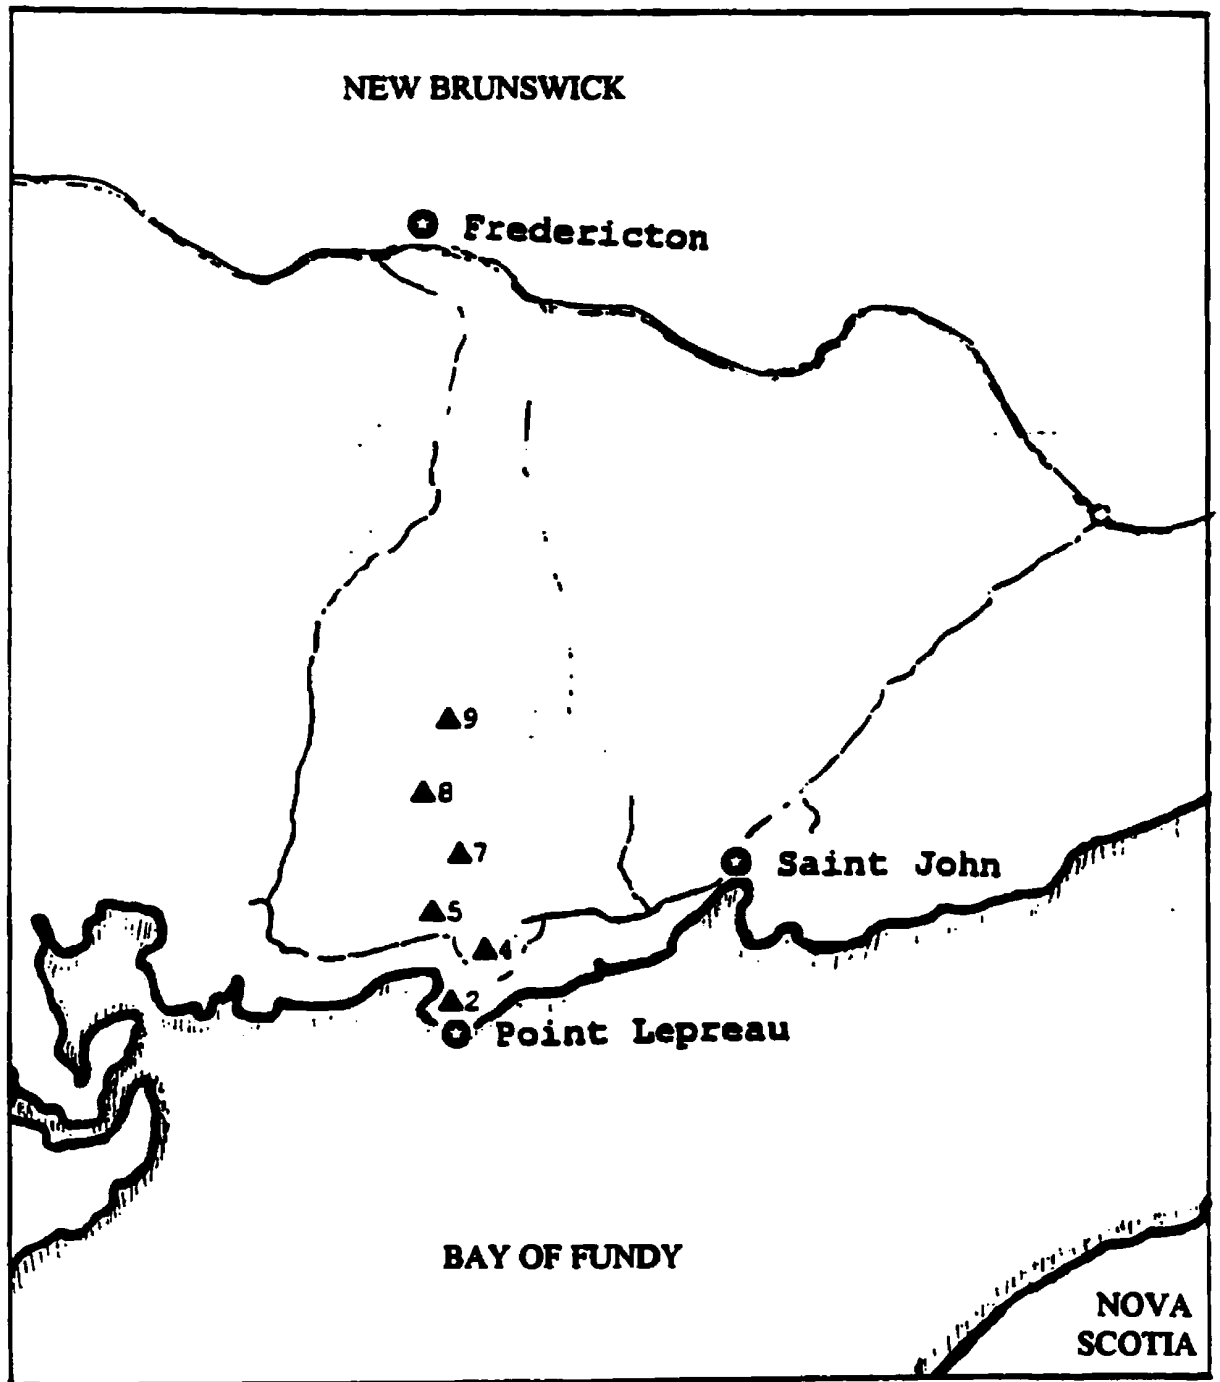 NEW BRUNSWICK
Fredericton
9
8
7
Saint John
5
4
2
Point Lepreau
BAY OF FUNDY
NOVA
SCOTIA